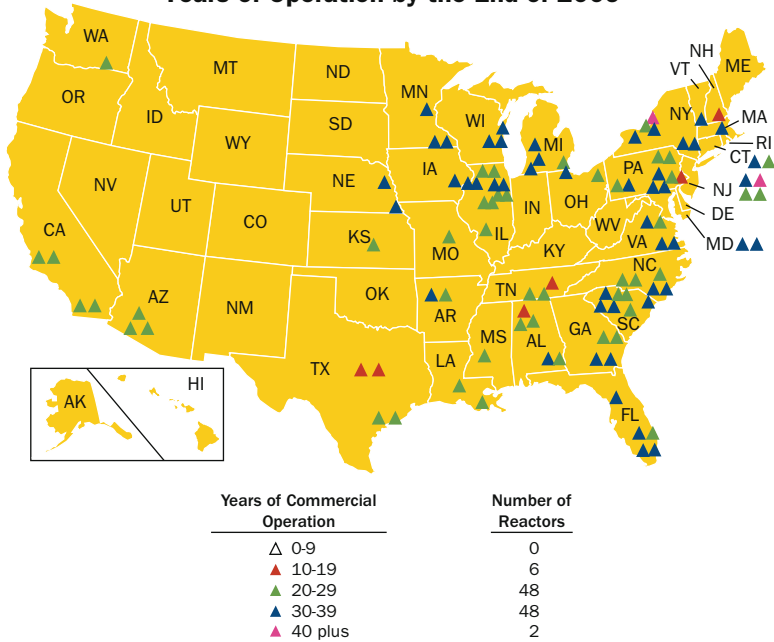 Years of Operation by the End of
WA
MT
ND
MN
OR
ID
SD
WI
WY
MI
NH
VT
ME
NY
MA
RI
CT
NV
NE
IA
PA
NJ
UT
IL
IN
OH
DE
CA
CO
KS
MO
WV
VA
MD
KY
NC
AZ
NM
OK
AR
TN
SC
TX
LA
MS
AL
GA
FL
AK
HI
Years of Commercial Operation
Number of Reactors
0-9 0
10-19 6
20-29 48
30-39 48
40 plus 2